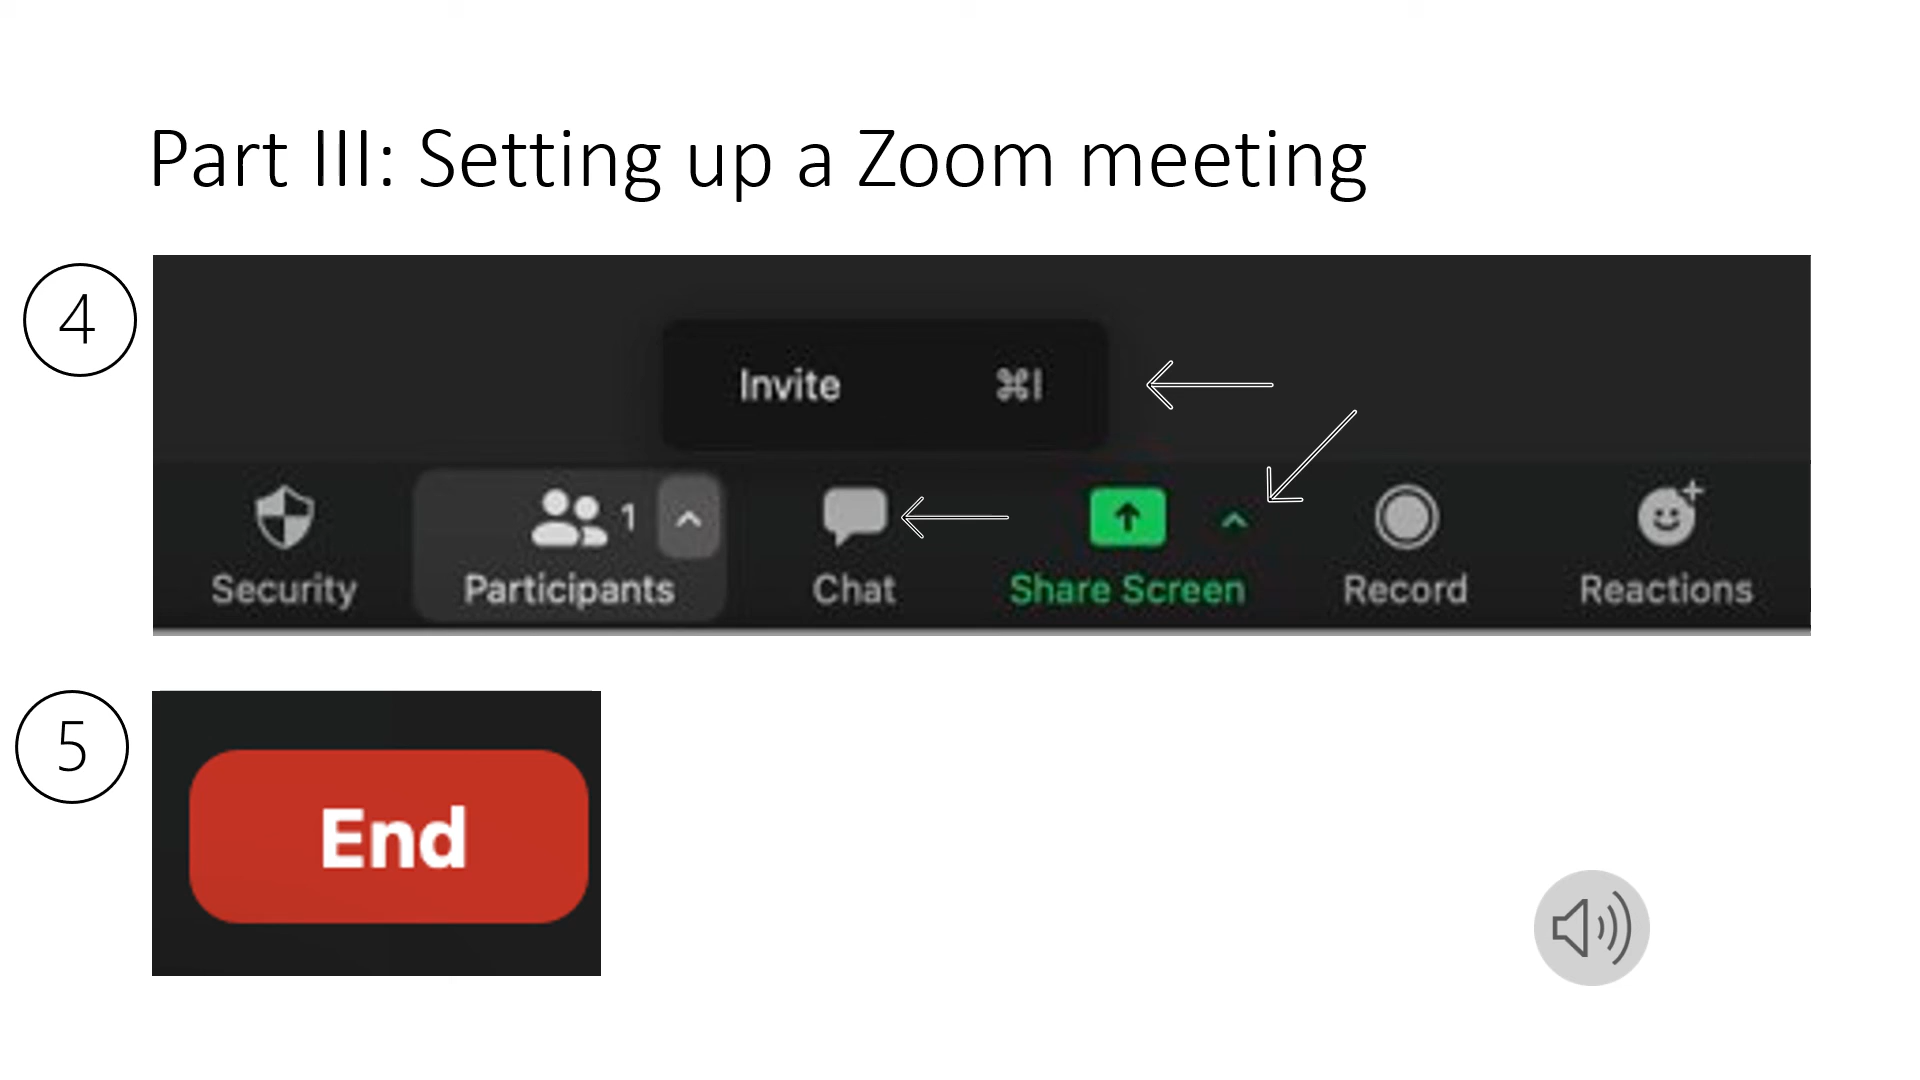 Part III: Setting up a Zoom meeting
4
Invite ⌘I
1
Security Participants Chat Share Screen Record Reactions
5
End